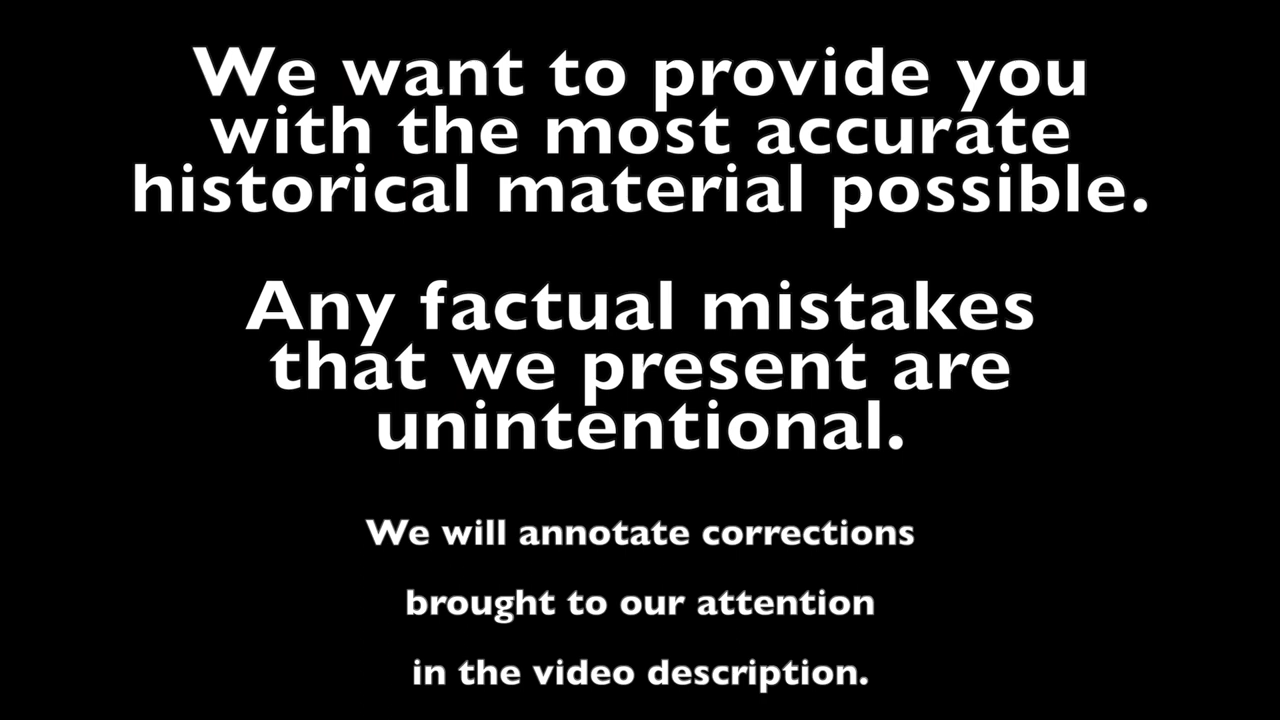 We want to provide you
with the most accurate
historical material possible.
Any factual mistakes
that we present are
unintentional.
We will annotate corrections
brought to our attention
in the video description.